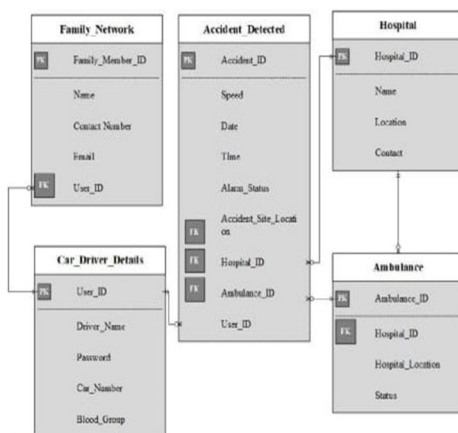 Family_Network
PK Family_Member_ID
Name
Contact Number
Email
FK User_ID
Car_Driver_Details
PK User_ID
Driver_Name
Password
Car_Number
Blood_Group
Accident_Detected
PK Accident_ID
Speed
Date
TIme
Alarm_Status
Accident_Site_Locati
on
FK
FK Hospital_ID
FK Ambulance_ID
User_ID
Hospital
PK Hospital_ID
Name
Location
Contact
Ambulance
PK Ambulance_ID
FK Hospital_ID
Hospital_Location
Status